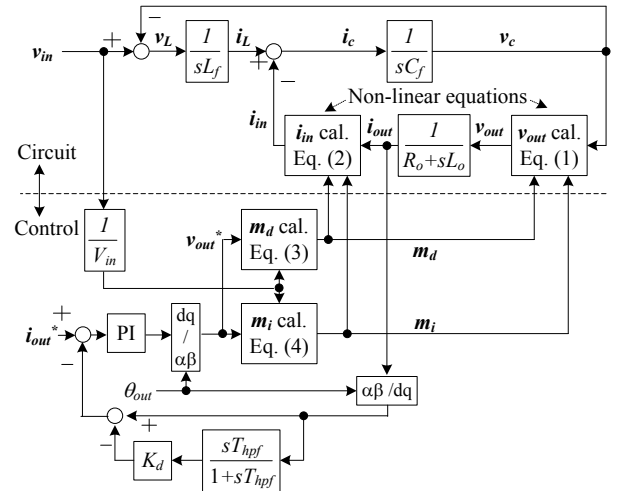 −
v_in + v_L 1/(sL_f) i_L + i_c 1/(sC_f) v_c
−
Non-linear equations
i_in i_in cal. Eq. (2) i_out 1/(R_o+sL_o) v_out v_out cal. Eq. (1)
Circuit
Control
1/V_in v_out* m_d cal. Eq. (3) m_d
+
i_out* PI dq / αβ m_i cal. Eq. (4) m_i
−
θ_out αβ /dq
+
− K_d sT_hpf/(1+sT_hpf)